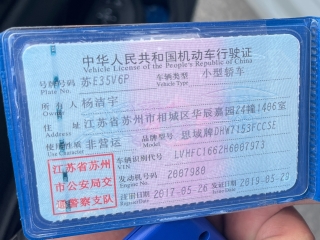 中华人民共和国机动车行驶证
Vehicle License of the People's Republic of China
号牌号码 苏E35V6F 车辆类型 小型轿车
Plate No. Vehicle Type
所有人 杨清宇
Owner
住址 江苏省苏州市相城区华辰嘉园24幢1406室
Address
使用性质 非营运 品牌型号 思域牌DHW7153FCCSE
Use Character Model
江苏省苏州
市公安局交
通警察支队
车辆识别代号 LVHFC1662H6007973
VIN
发动机号码 2007980
Engine No.
注册日期 2017-05-26 发证日期 2019-05-20